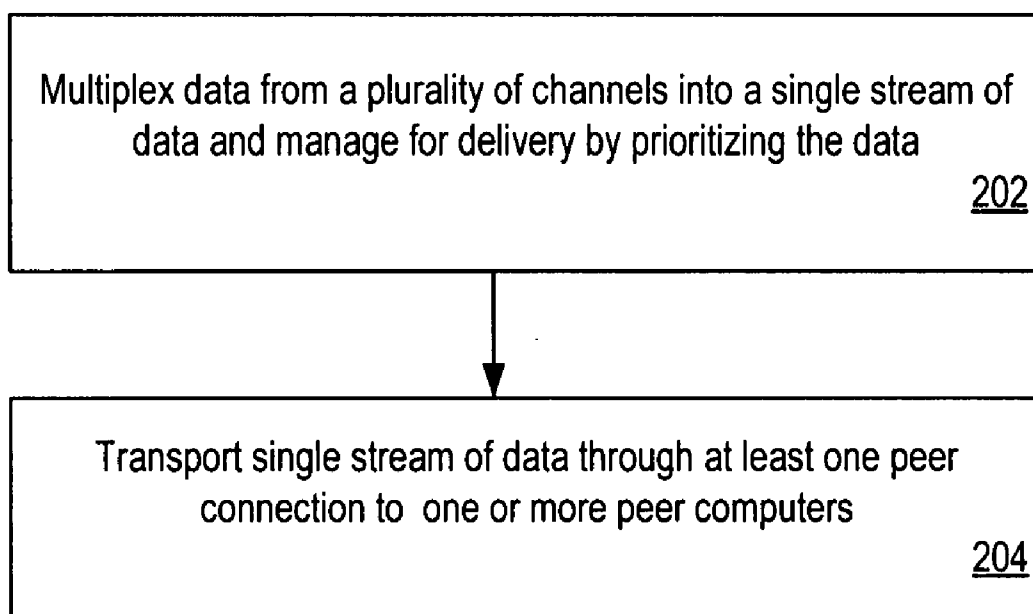 Multiplex data from a plurality of channels into a single stream of
data and manage for delivery by prioritizing the data
202
Transport single stream of data through at least one peer
connection to one or more peer computers
204